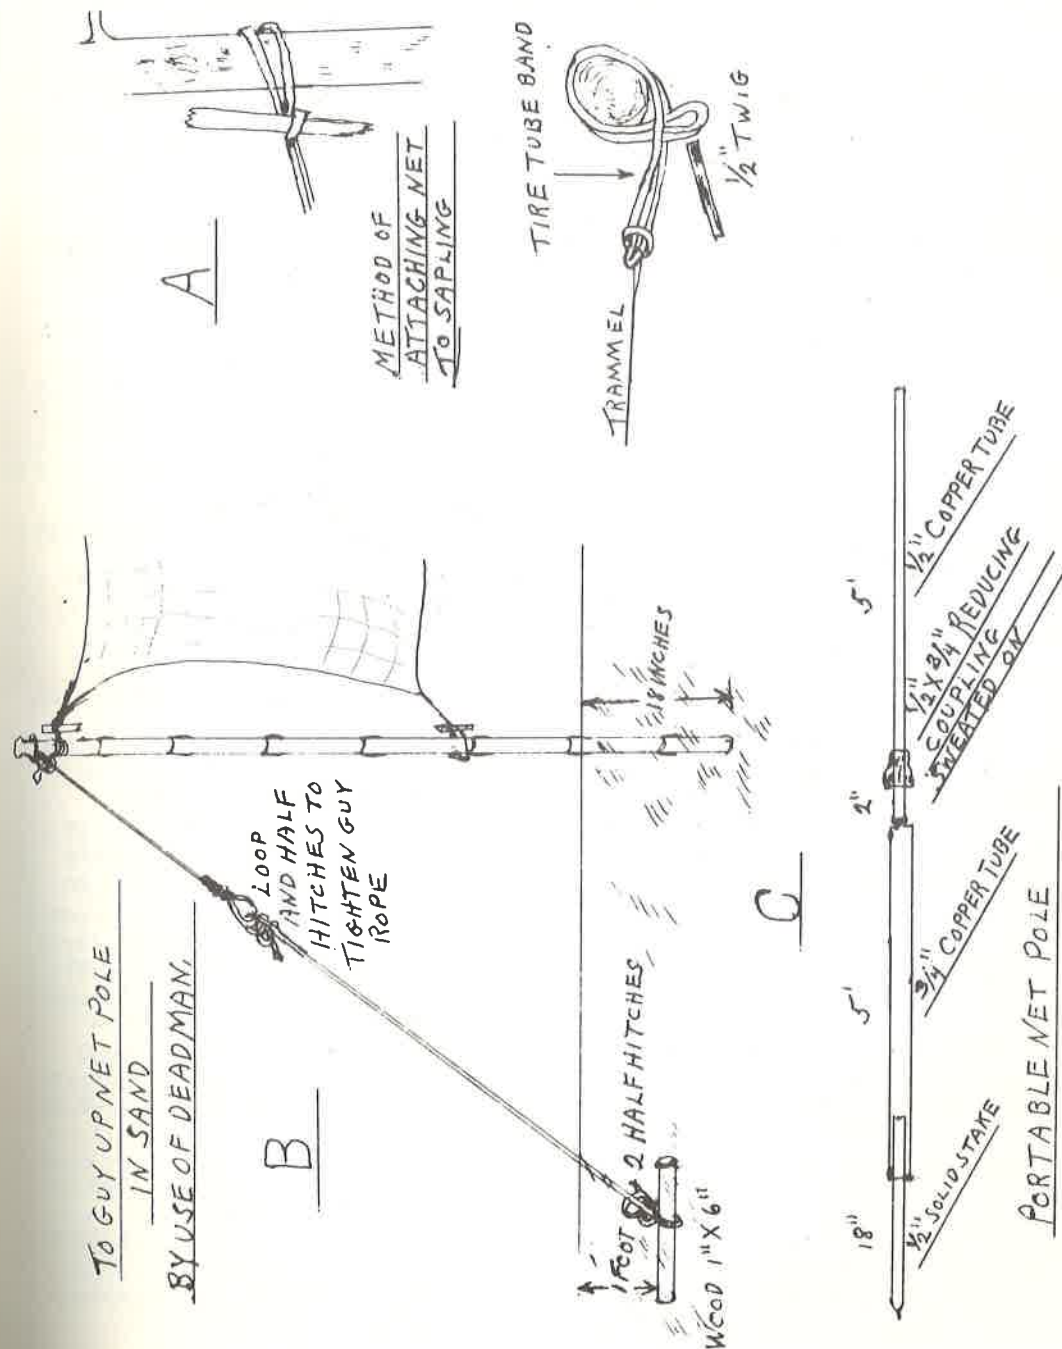 A
METHOD OF
ATTACHING NET
TO SAPLING
TIRE TUBE BAND
1/2" TWIG
TRAMMEL
TO GUY UP NET POLE
IN SAND
BY USE OF DEADMAN.
B
LOOP
AND HALF
HITCHES TO
TIGHTEN GUY
ROPE
18 INCHES
2 HALF HITCHES
1 FOOT
WOOD 1" X 6"
C
18"
5'
2"
5'
1/2" SOLID STAKE
3/4" COPPER TUBE
1/2" X 3/4" REDUCING
COUPLING
SWEATED ON
1/2" COPPER TUBE
PORTABLE NET POLE